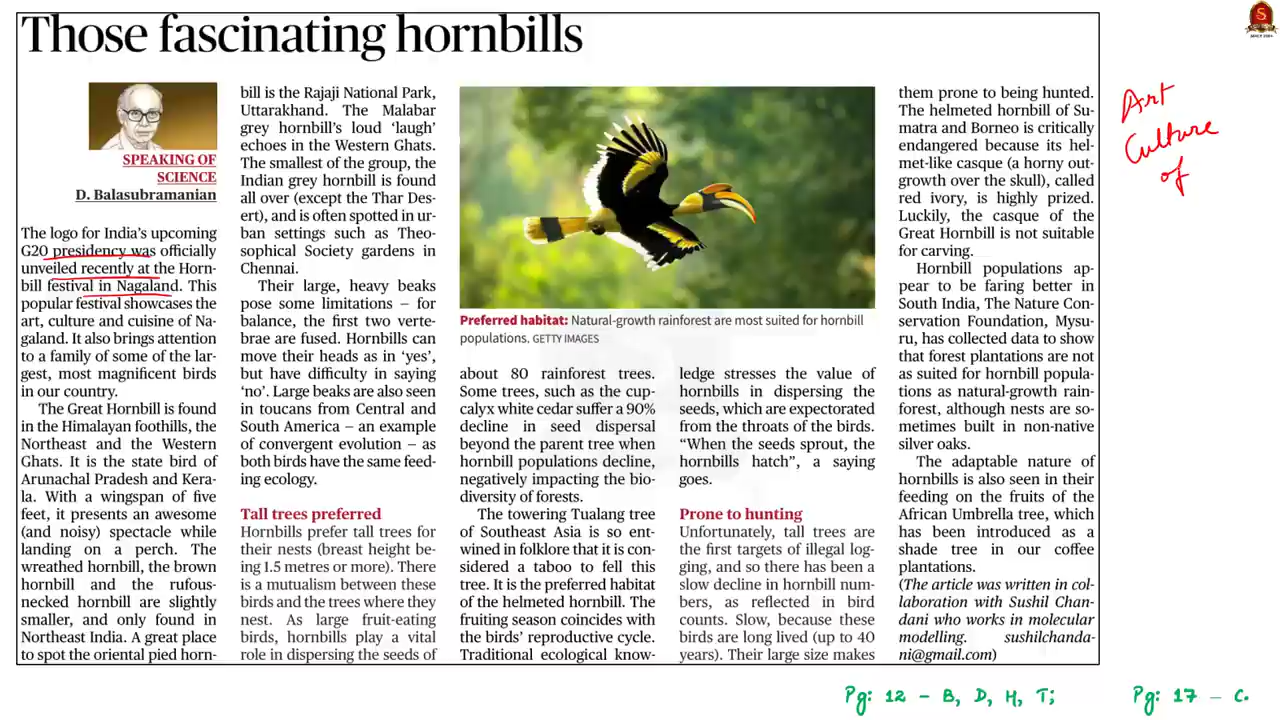 Those fascinating hornbills
SPEAKING OF
SCIENCE
D. Balasubramanian
The logo for India's upcoming
G20 presidency was officially
unveiled recently at the Horn-
bill festival in Nagaland. This
popular festival showcases the
art, culture and cuisine of Na-
galand. It also brings attention
to a family of some of the lar-
gest, most magnificent birds
in our country.
The Great Hornbill is found
in the Himalayan foothills, the
Northeast and the Western
Ghats. It is the state bird of
Arunachal Pradesh and Kera-
la. With a wingspan of five
feet, it presents an awesome
(and noisy) spectacle while
landing on a perch. The
wreathed hornbill, the brown
hornbill and the rufous-
necked hornbill are slightly
smaller, and only found in
Northeast India. A great place
to spot the oriental pied horn-
bill is the Rajaji National Park,
Uttarakhand. The Malabar
grey hornbill's loud 'laugh'
echoes in the Western Ghats.
The smallest of the group, the
Indian grey hornbill is found
all over (except the Thar Des-
ert), and is often spotted in ur-
ban settings such as Theo-
sophical Society gardens in
Chennai.
Their large, heavy beaks
pose some limitations — for
balance, the first two verte-
brae are fused. Hornbills can
move their heads as in 'yes',
but have difficulty in saying
'no'. Large beaks are also seen
in toucans from Central and
South America — an example
of convergent evolution — as
both birds have the same feed-
ing ecology.
Tall trees preferred
Hornbills prefer tall trees for
their nests (breast height be-
ing 1.5 metres or more). There
is a mutualism between these
birds and the trees where they
nest. As large fruit-eating
birds, hornbills play a vital
role in dispersing the seeds of
Preferred habitat: Natural-growth rainforest are most suited for hornbill
populations. GETTY IMAGES
about 80 rainforest trees.
Some trees, such as the cup-
calyx white cedar suffer a 90%
decline in seed dispersal
beyond the parent tree when
hornbill populations decline,
negatively impacting the bio-
diversity of forests.
The towering Tualang tree
of Southeast Asia is so ent-
wined in folklore that it is con-
sidered a taboo to fell this
tree. It is the preferred habitat
of the helmeted hornbill. The
fruiting season coincides with
the birds' reproductive cycle.
Traditional ecological know-
ledge stresses the value of
hornbills in dispersing the
seeds, which are expectorated
from the throats of the birds.
"When the seeds sprout, the
hornbills hatch", a saying
goes.
Prone to hunting
Unfortunately, tall trees are
the first targets of illegal log-
ging, and so there has been a
slow decline in hornbill num-
bers, as reflected in bird
counts. Slow, because these
birds are long lived (up to 40
years). Their large size makes
them prone to being hunted.
The helmeted hornbill of Su-
matra and Borneo is critically
endangered because its hel-
met-like casque (a horny out-
growth over the skull), called
red ivory, is highly prized.
Luckily, the casque of the
Great Hornbill is not suitable
for carving.
Hornbill populations ap-
pear to be faring better in
South India, The Nature Con-
servation Foundation, Mysu-
ru, has collected data to show
that forest plantations are not
as suited for hornbill popula-
tions as natural-growth rain-
forest, although nests are so-
metimes built in non-native
silver oaks.
The adaptable nature of
hornbills is also seen in their
feeding on the fruits of the
African Umbrella tree, which
has been introduced as a
shade tree in our coffee
plantations.
(The article was written in col-
laboration with Sushil Chan-
dani who works in molecular
modelling. sushilchanda-
ni@gmail.com)
Art
Culture
of
Pg: 12 – B, D, H, T;
Pg: 17 – C.